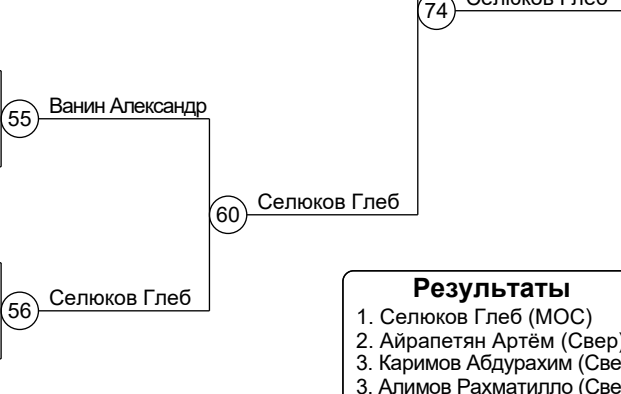 74 Селюков Глеб
55 Ванин Александр
60 Селюков Глеб
56 Селюков Глеб
Результаты
1. Селюков Глеб (МОС)
2. Айрапетян Артём (Свер)
3. Каримов Абдурахим (Све
3. Алимов Рахматилло (Све